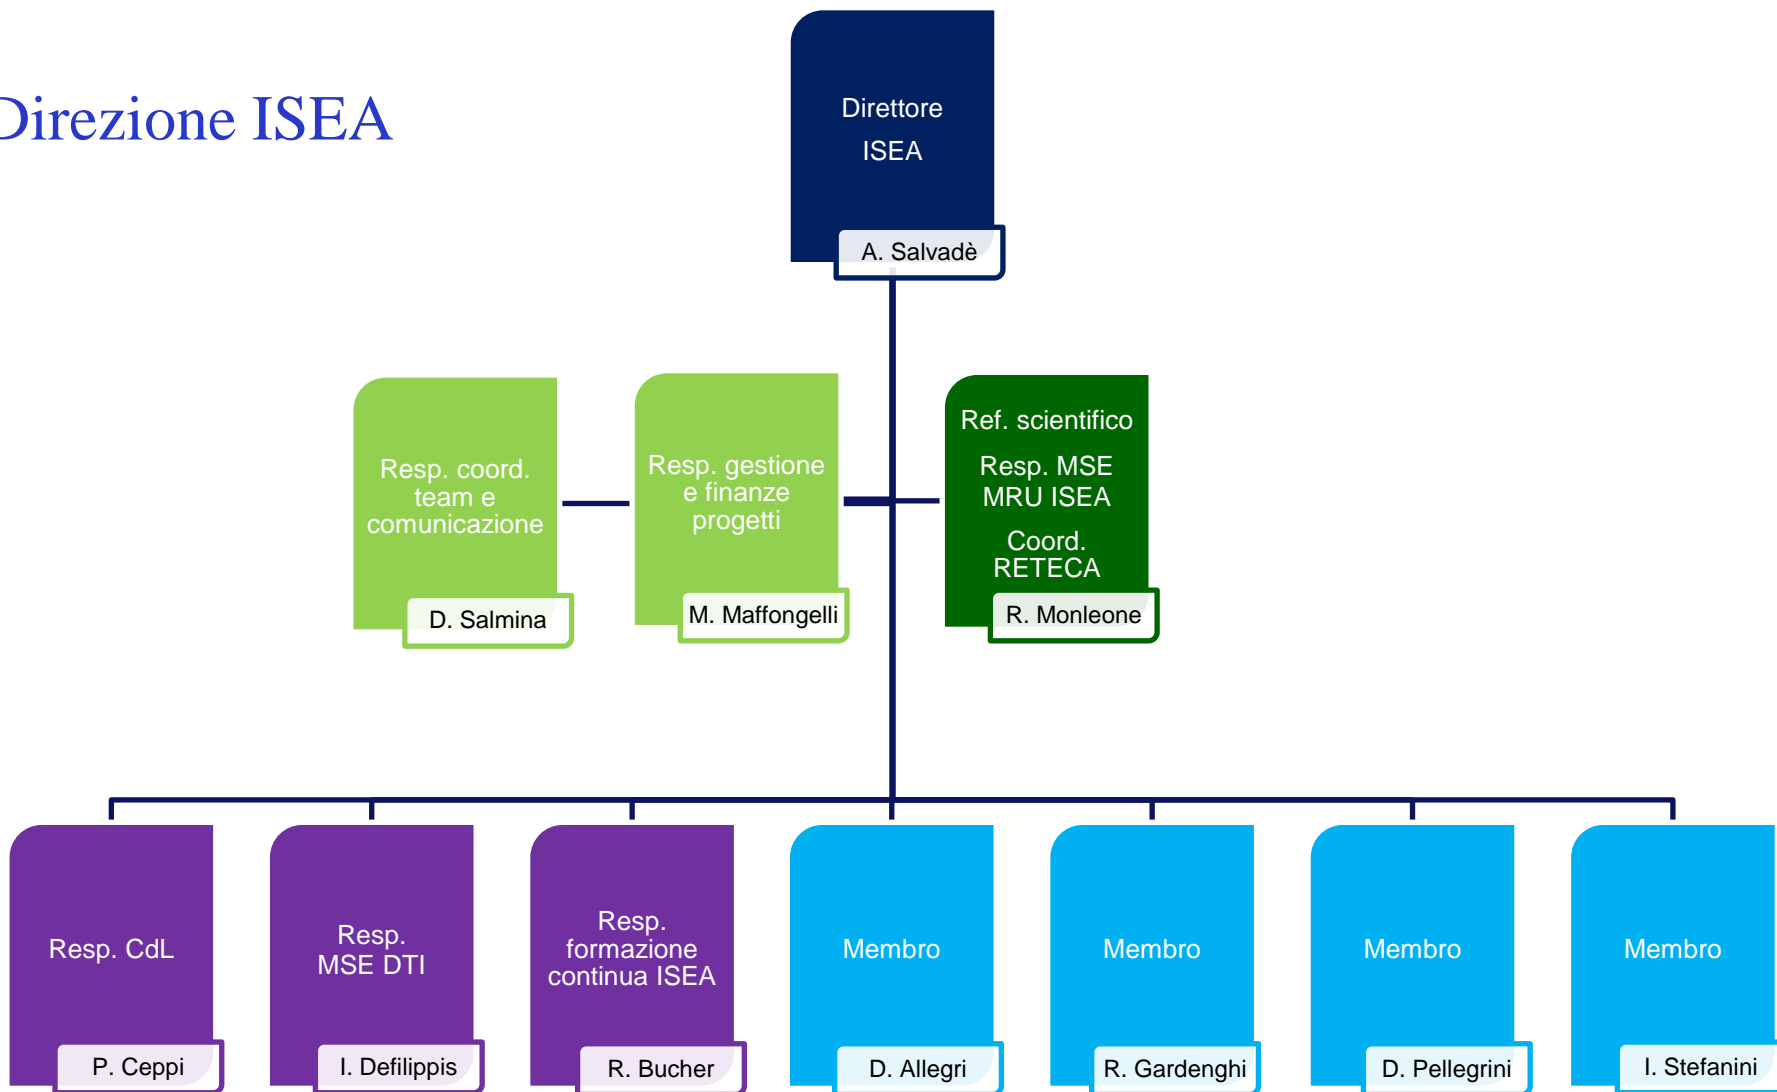 Direzione ISEA
Direttore
ISEA
A. Salvadè
Resp. coord.
team e
comunicazione
D. Salmina
Resp. gestione
e finanze
progetti
M. Maffongelli
Ref. scientifico
Resp. MSE
MRU ISEA
Coord.
RETECA
R. Monleone
Resp. CdL
P. Ceppi
Resp.
MSE DTI
I. Defilippis
Resp.
formazione
continua ISEA
R. Bucher
Membro
D. Allegri
Membro
R. Gardenghi
Membro
D. Pellegrini
Membro
I. Stefanini